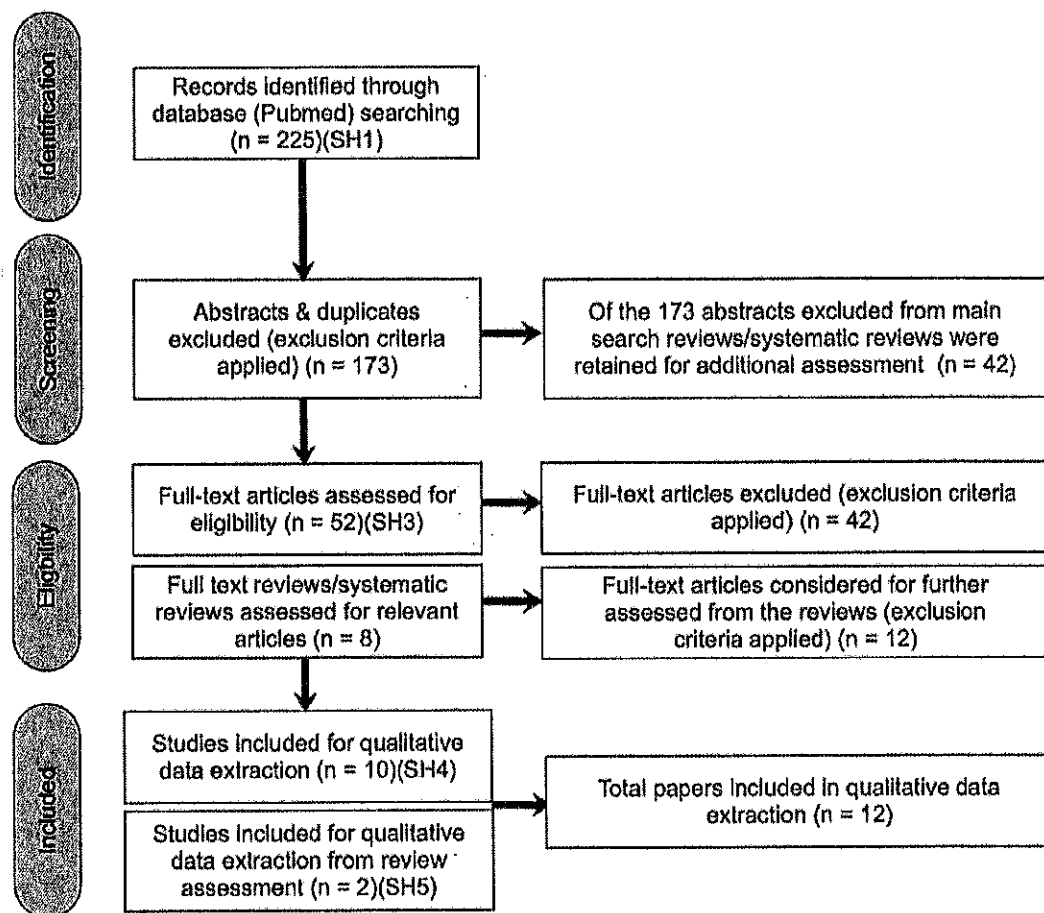 Identification
Records identified through
database (Pubmed) searching
(n = 225)(SH1)
Screening
Abstracts & duplicates
excluded (exclusion criteria
applied) (n = 173)
Of the 173 abstracts excluded from main
search reviews/systematic reviews were
retained for additional assessment (n = 42)
Eligibility
Full-text articles assessed for
eligibility (n = 52)(SH3)
Full-text articles excluded (exclusion criteria
applied) (n = 42)
Full text reviews/systematic
reviews assessed for relevant
articles (n = 8)
Full-text articles considered for further
assessed from the reviews (exclusion
criteria applied) (n = 12)
Included
Studies included for qualitative
data extraction (n = 10)(SH4)
Studies included for qualitative
data extraction from review
assessment (n = 2)(SH5)
Total papers included in qualitative data
extraction (n = 12)